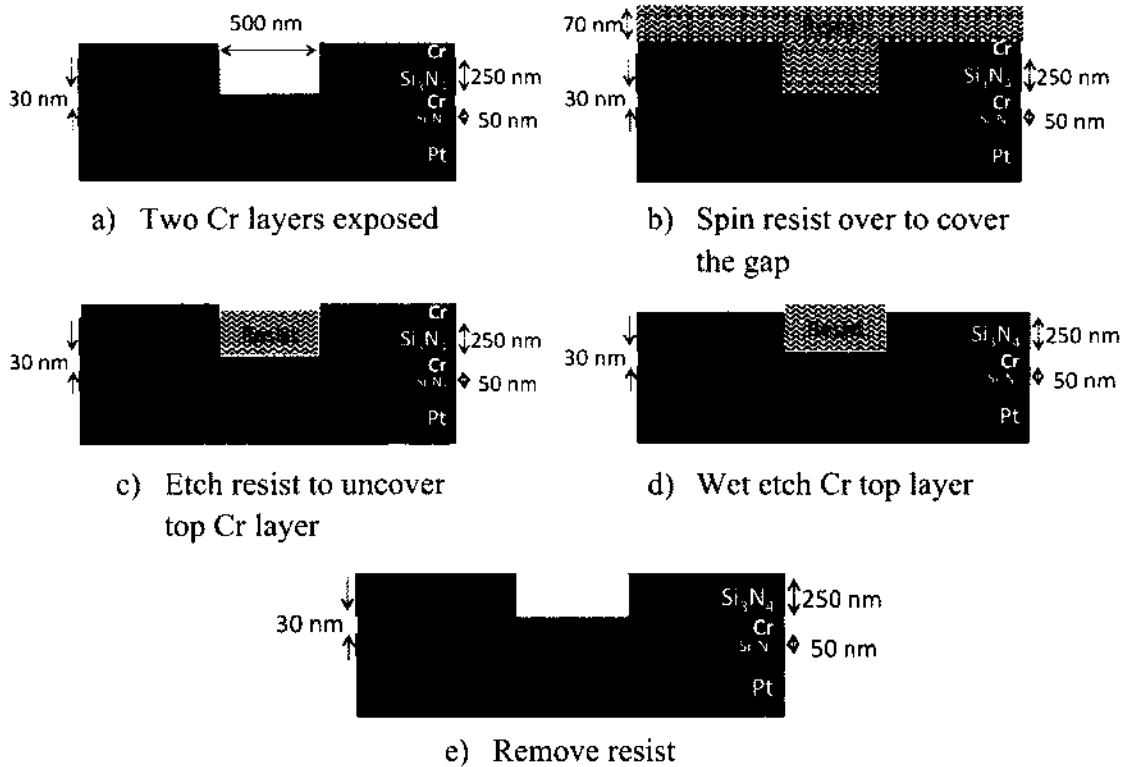 500 nm
Cr
Si₃N
250 nm
30 nm
Cr
50 nm
Pt
a) Two Cr layers exposed
70 nm
Cr
250 nm
30 nm
Cr
50 nm
Pt
b) Spin resist over to cover
the gap
Cr
250 nm
30 nm
Cr
50 nm
Pt
c) Etch resist to uncover
top Cr layer
Si₃N₄
250 nm
30 nm
Cr
50 nm
Pt
d) Wet etch Cr top layer
Si₃N₄
250 nm
30 nm
Cr
50 nm
Pt
e) Remove resist